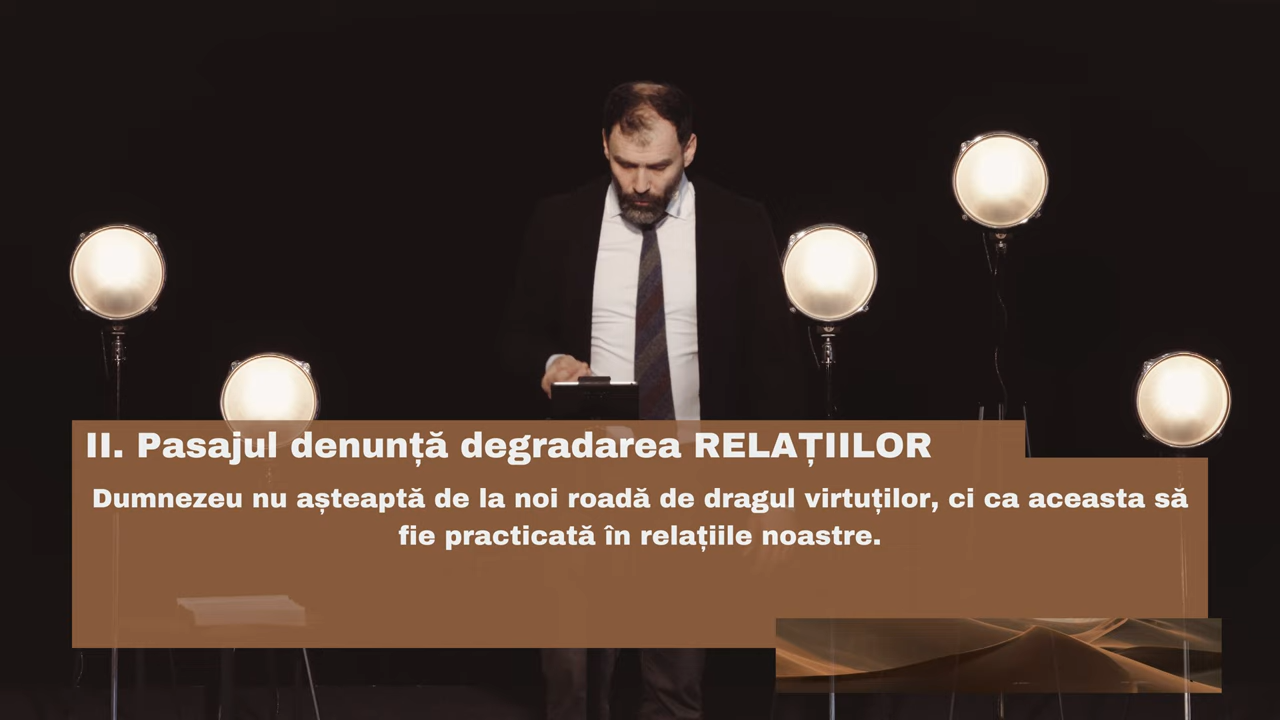 II. Pasajul denunță degradarea RELAȚIILOR
Dumnezeu nu așteaptă de la noi roadă de dragul virtuților, ci ca aceasta să
fie practicată în relațiile noastre.